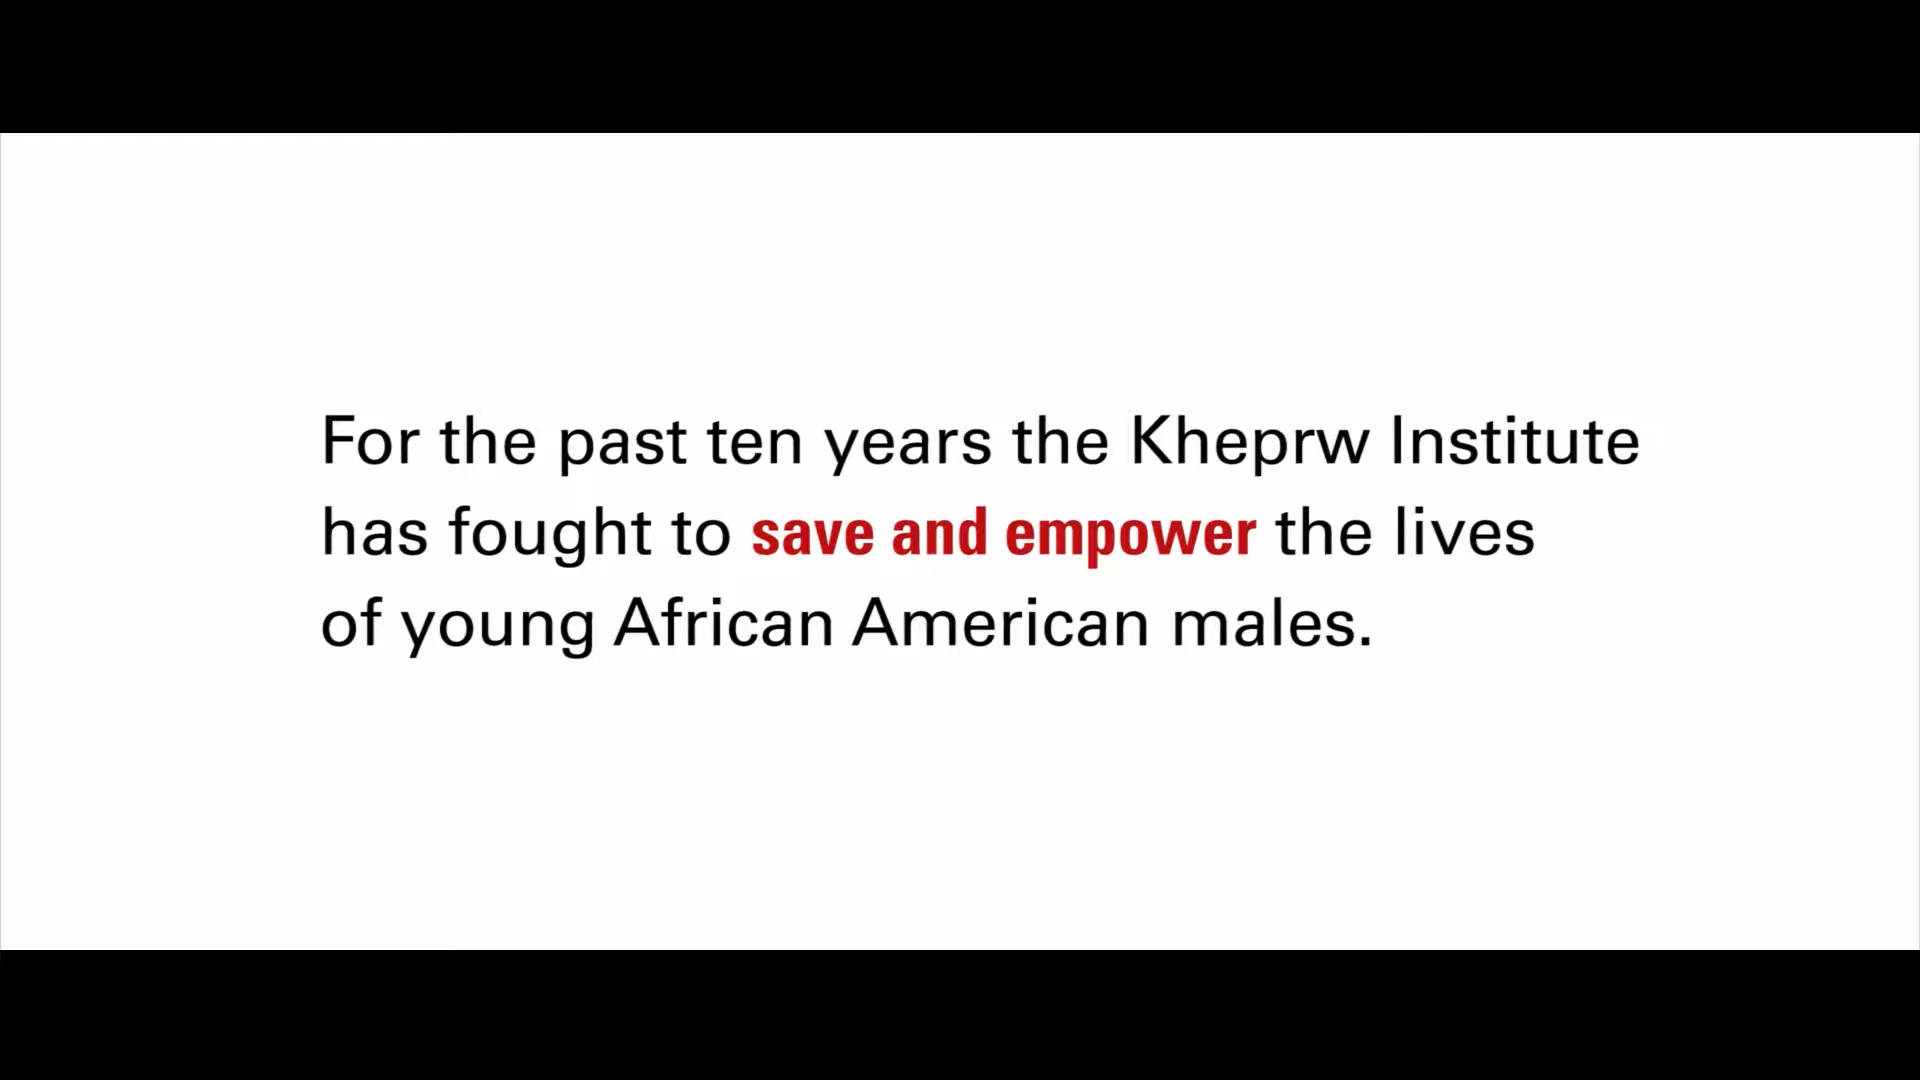 For the past ten years the Kheprw Institute
has fought to save and empower the lives
of young African American males.